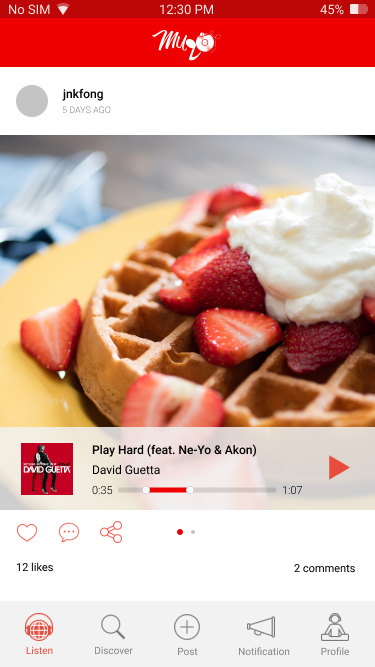 No SIM 12:30 PM 45%
Muqo
jnkfong
5 DAYS AGO
DAVID GUETTA
Play Hard (feat. Ne-Yo & Akon)
David Guetta
0:35 1:07
12 likes 2 comments
Listen Discover Post Notification Profile